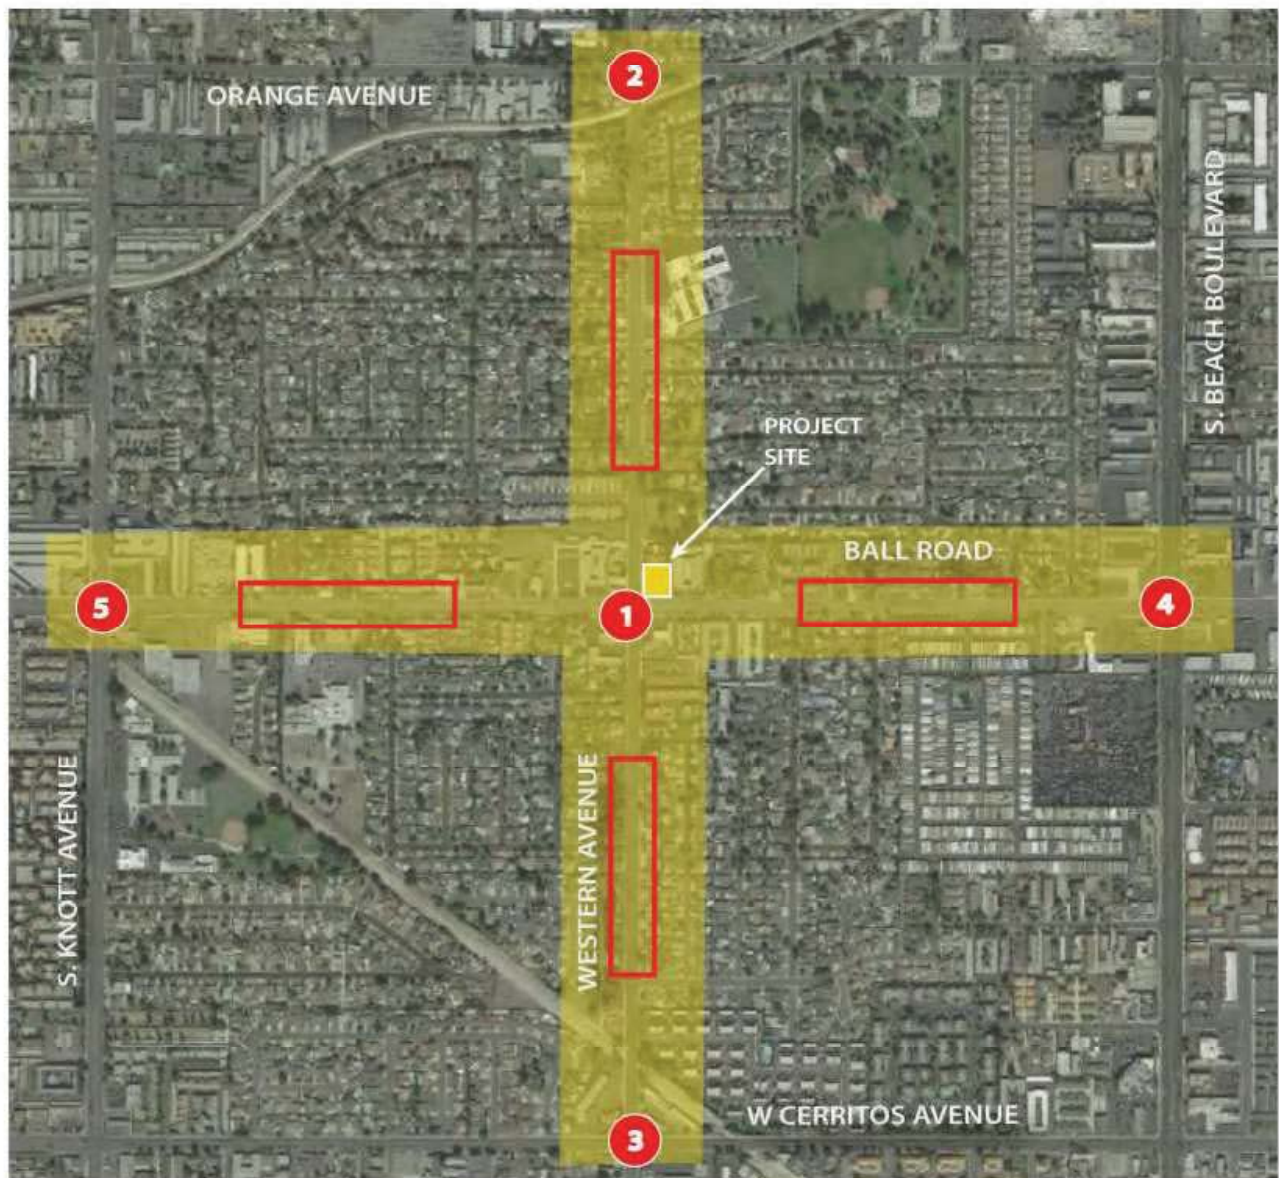 2
ORANGE AVENUE
S. BEACH BOULEVARD
PROJECT
SITE
BALL ROAD
5
1
4
S. KNOTT AVENUE
WESTERN AVENUE
W CERRITOS AVENUE
3